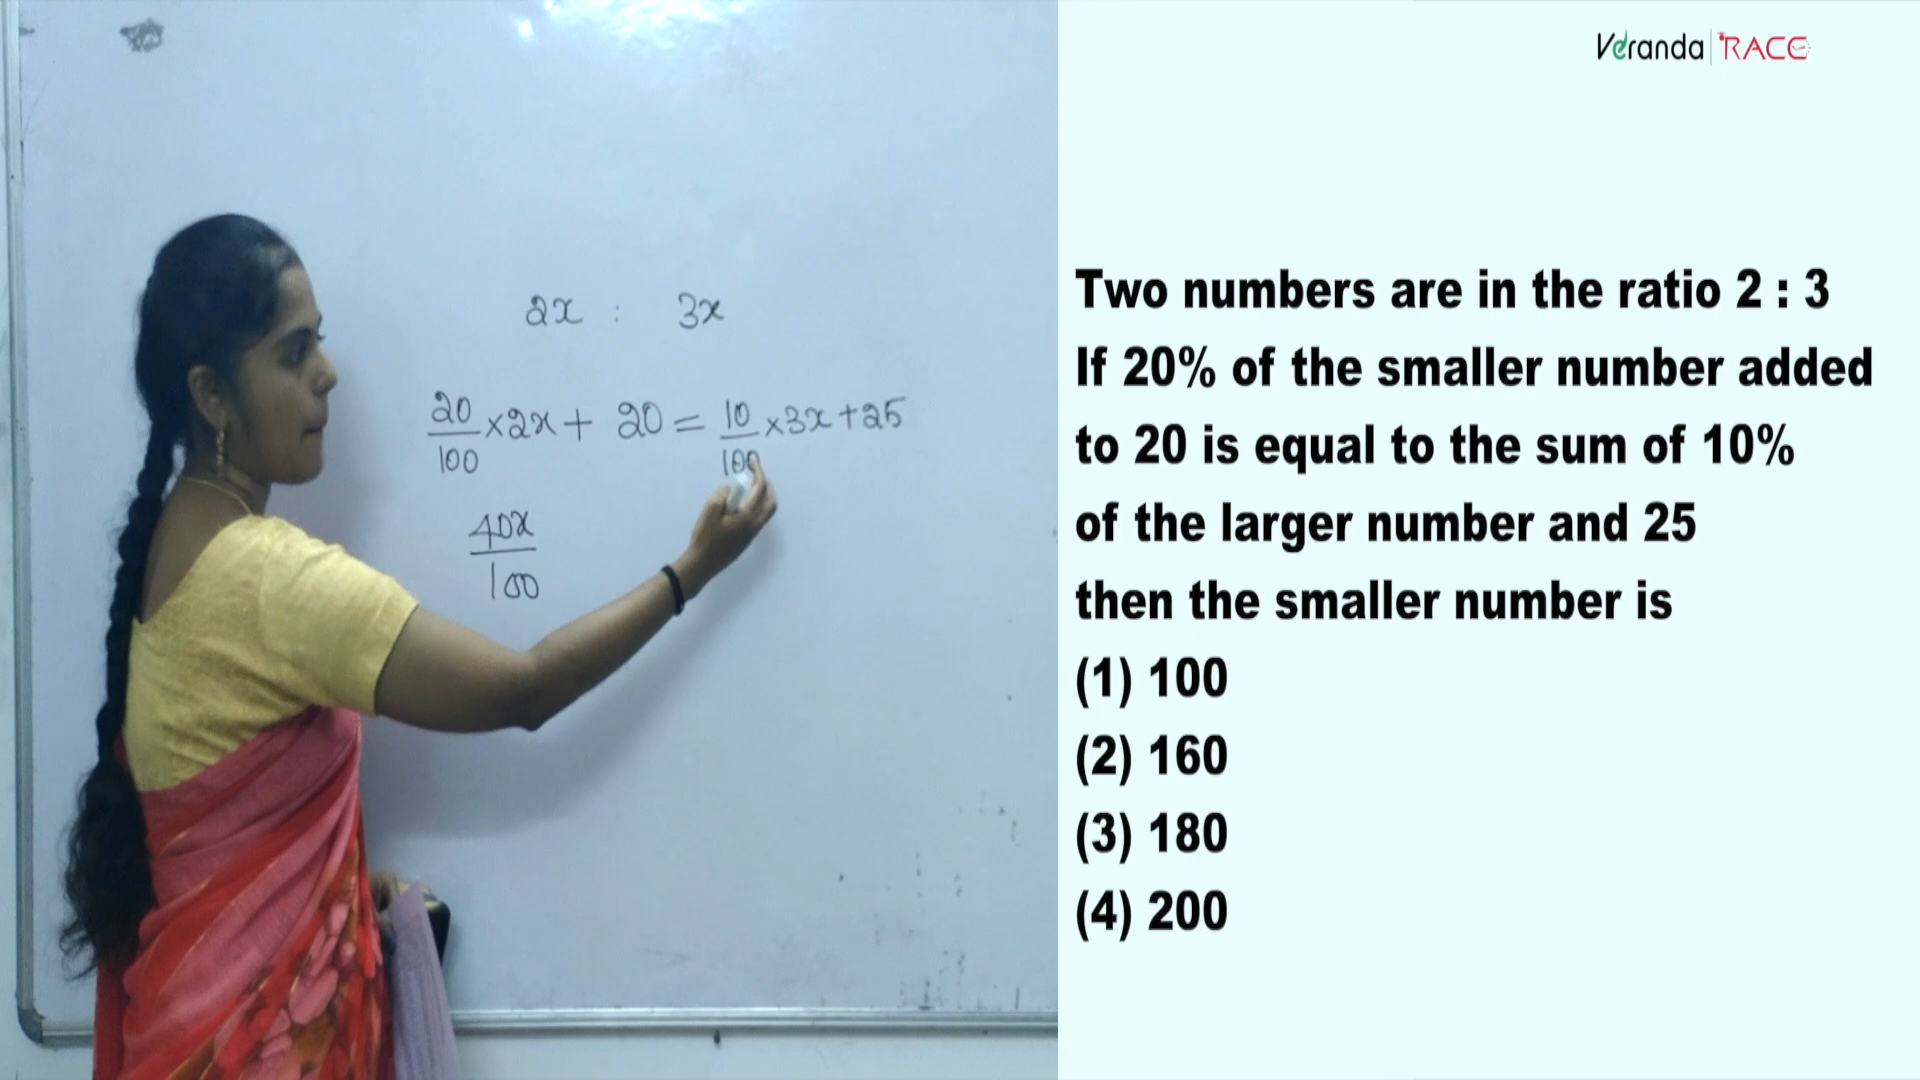 2x : 3x
20/100 ×2x+ 20 = 10/100 ×3x+25
40x/100
Veranda | RACE
Two numbers are in the ratio 2 : 3
If 20% of the smaller number added
to 20 is equal to the sum of 10%
of the larger number and 25
then the smaller number is
(1) 100
(2) 160
(3) 180
(4) 200